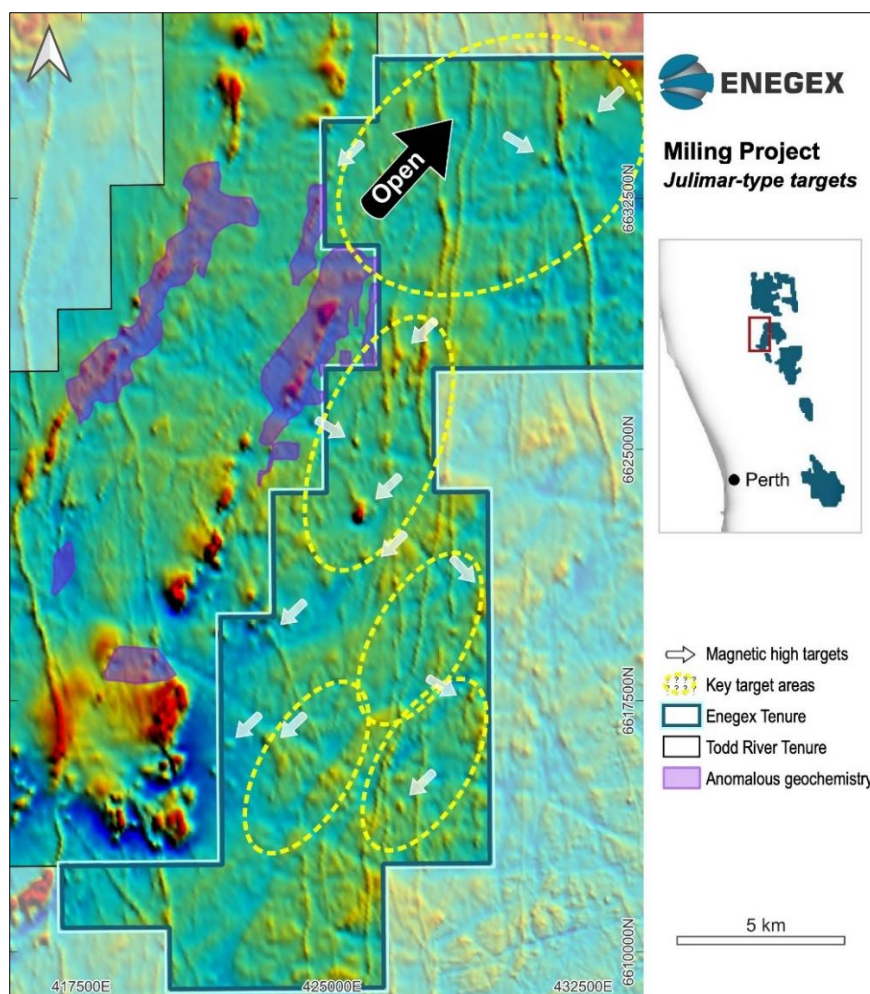 ENEGEX
Miling Project
Julimar-type targets
Open
6632500N
6625000N
6617500N
6610000N
417500E
425000E
432500E
Perth
Magnetic high targets
? ? ? ?
? ? ?
Key target areas
Enegex Tenure
Todd River Tenure
Anomalous geochemistry
5 km